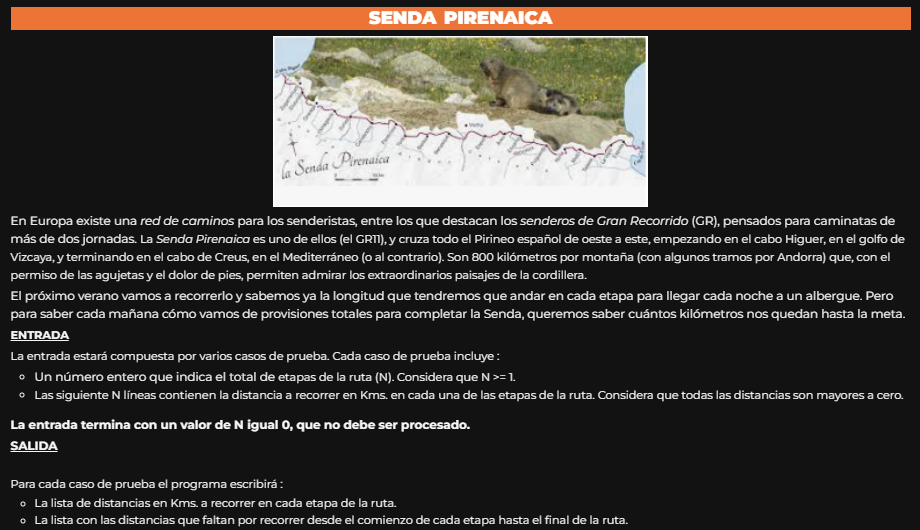 SENDA PIRENAICA
la Senda Pirenaica
En Europa existe una red de caminos para los senderistas, entre los que destacan los senderos de Gran Recorrido (GR), pensados para caminatas de
más de dos jornadas. La Senda Pirenaica es uno de ellos (el GR11), y cruza todo el Pirineo español de oeste a este, empezando en el cabo Higuer, en el golfo de
Vizcaya, y terminando en el cabo de Creus, en el Mediterráneo (o al contrario). Son 800 kilómetros por montaña (con algunos tramos por Andorra) que, con el
permiso de las agujetas y el dolor de pies, permiten admirar los extraordinarios paisajes de la cordillera.
El próximo verano vamos a recorrerlo y sabemos ya la longitud que tendremos que andar en cada etapa para llegar cada noche a un albergue. Pero
para saber cada mañana cómo vamos de provisiones totales para completar la Senda, queremos saber cuántos kilómetros nos quedan hasta la meta.
ENTRADA
La entrada estará compuesta por varios casos de prueba. Cada caso de prueba incluye :
Un número entero que indica el total de etapas de la ruta (N). Considera que N >= 1.
Las siguiente N líneas contienen la distancia a recorrer en Kms. en cada una de las etapas de la ruta. Considera que todas las distancias son mayores a cero.
La entrada termina con un valor de N igual 0, que no debe ser procesado.
SALIDA
Para cada caso de prueba el programa escribirá :
La lista de distancias en Kms. a recorrer en cada etapa de la ruta.
La lista con las distancias que faltan por recorrer desde el comienzo de cada etapa hasta el final de la ruta.